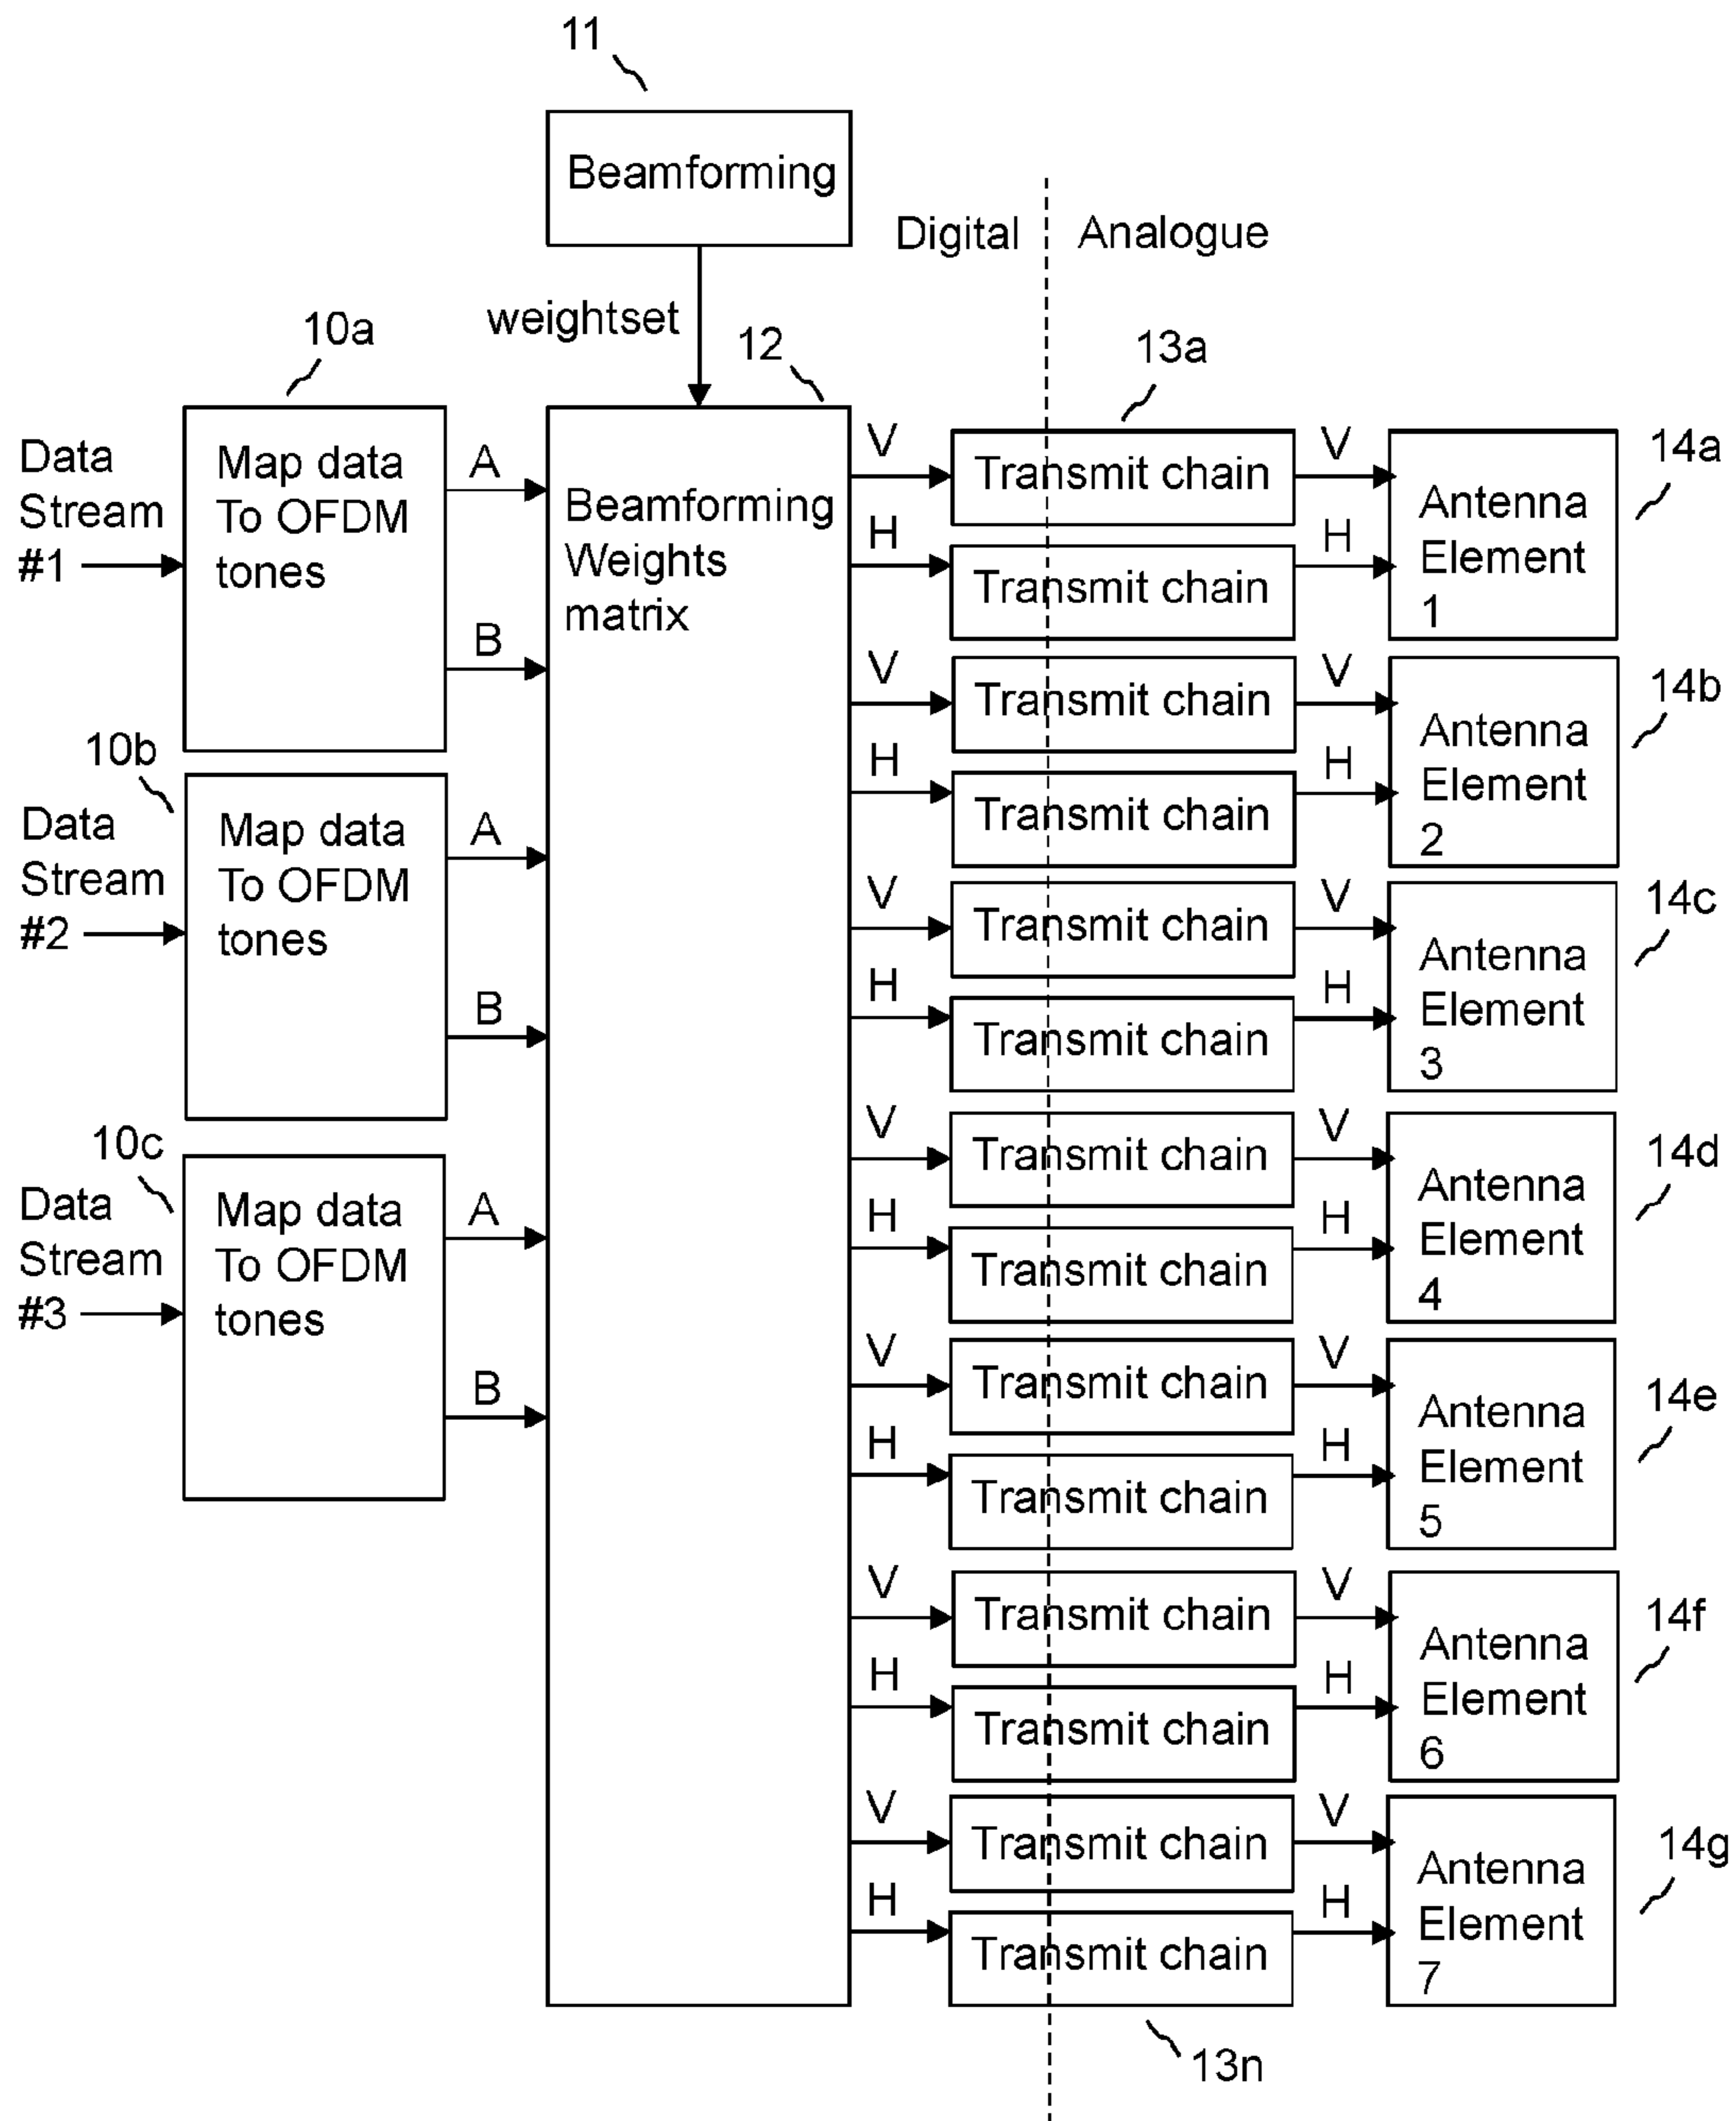 11
Beamforming
Digital
Analogue
weightset
10a
12
13a
Data
Stream
#1
Map data
To OFDM
tones
A
B
10b
Data
Stream
#2
Map data
To OFDM
tones
A
B
10c
Data
Stream
#3
Map data
To OFDM
tones
A
B
Beamforming
Weights
matrix
V
Transmit chain
V
H
Transmit chain
H
Antenna
Element
1
14a
V
Transmit chain
V
H
Transmit chain
H
Antenna
Element
2
14b
V
Transmit chain
V
H
Transmit chain
H
Antenna
Element
3
14c
V
Transmit chain
V
H
Transmit chain
H
Antenna
Element
4
14d
V
Transmit chain
V
H
Transmit chain
H
Antenna
Element
5
14e
V
Transmit chain
V
H
Transmit chain
H
Antenna
Element
6
14f
V
Transmit chain
V
H
Transmit chain
H
Antenna
Element
7
14g
13n